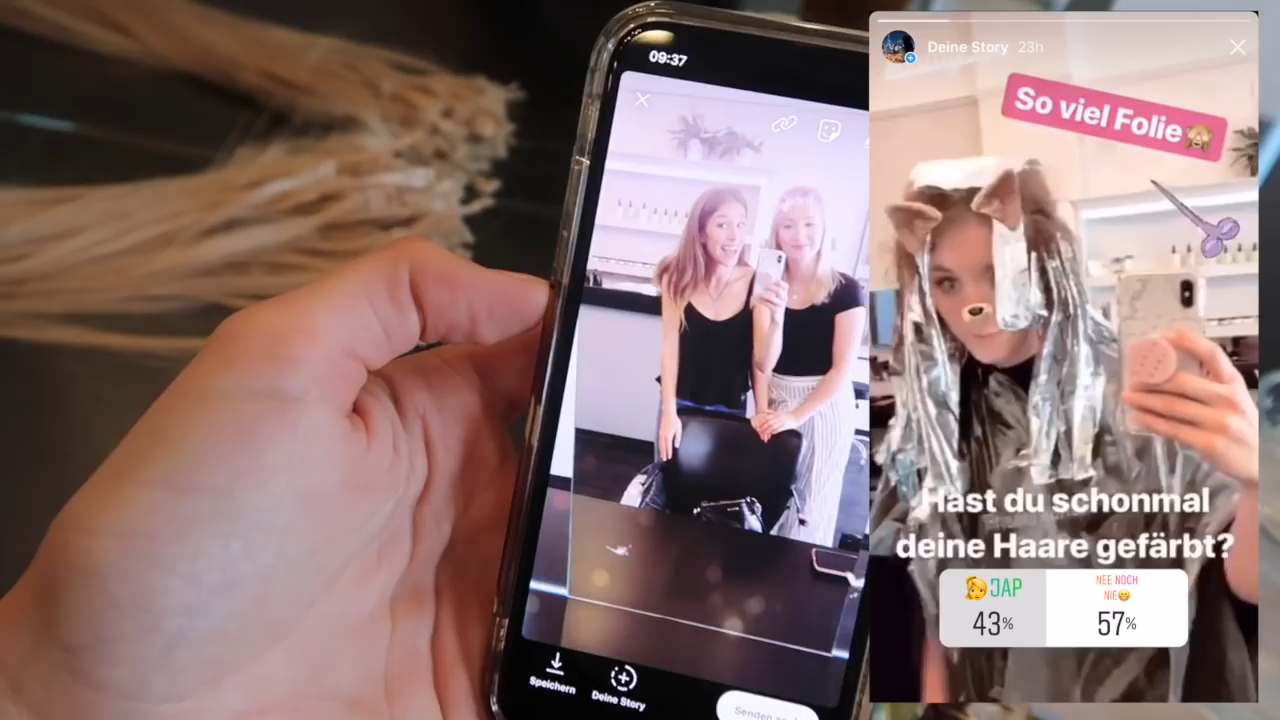 09:37
Speichern
Deine Story
Senden
Deine Story 23h
So viel Folie🙈
Hast du schonmal
deine Haare gefärbt?
💇JAP
43%
NEE NOCH
NIE😁
57%